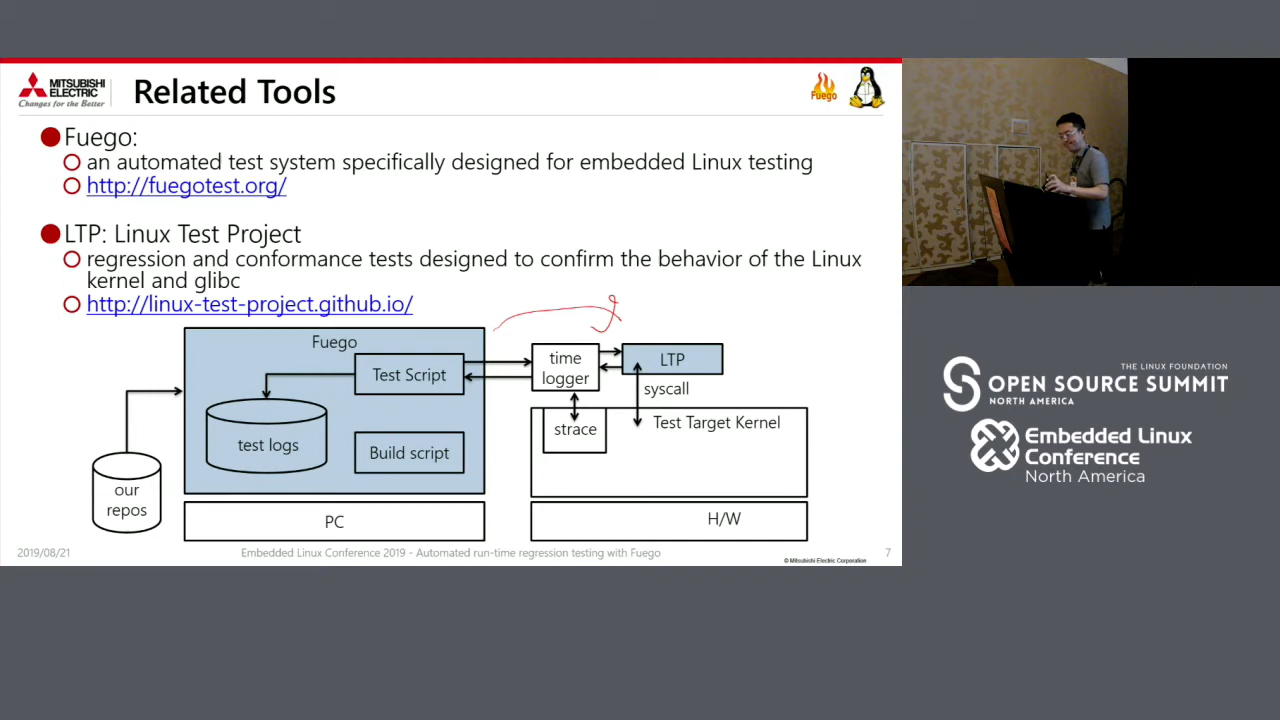 MITSUBISHI
ELECTRIC
Changes for the Better
Related Tools
Fuego
Fuego:
an automated test system specifically designed for embedded Linux testing
http://fuegotest.org/
LTP: Linux Test Project
regression and conformance tests designed to confirm the behavior of the Linux
kernel and glibc
http://linux-test-project.github.io/
Fuego
Test Script
test logs
Build script
our
repos
PC
time
logger
LTP
syscall
strace
Test Target Kernel
H/W
2019/08/21
Embedded Linux Conference 2019 - Automated run-time regression testing with Fuego
7
© Mitsubishi Electric Corporation
THE LINUX FOUNDATION
OPEN SOURCE SUMMIT
NORTH AMERICA
Embedded Linux
Conference
North America